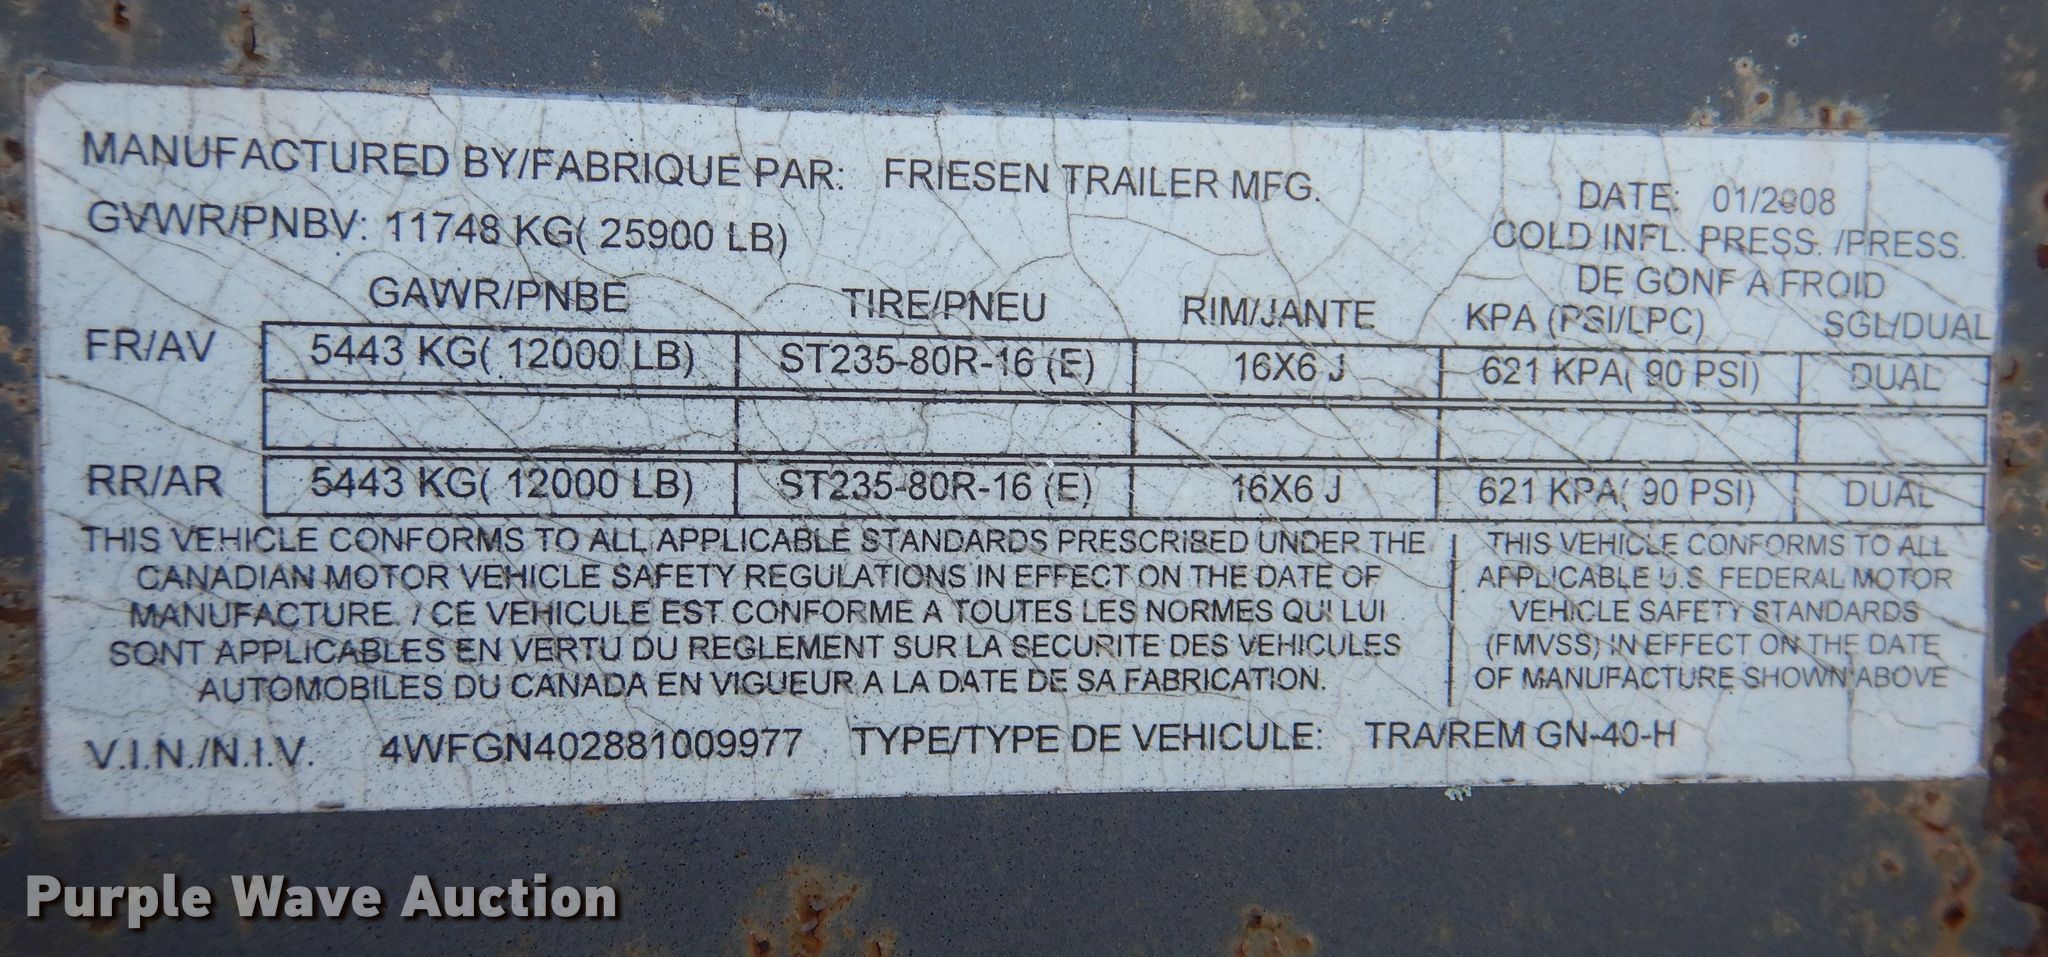 MANUFACTURED BY/FABRIQUE PAR: FRIESEN TRAILER MFG.
DATE: 01/2008
GVWR/PNBV: 11748 KG( 25900 LB)
COLD INFL. PRESS. /PRESS.
DE GONF A FROID
GAWR/PNBE TIRE/PNEU RIM/JANTE KPA (PSI/LPC) SGL/DUAL
FR/AV 5443 KG( 12000 LB) ST235-80R-16 (E) 16X6 J 621 KPA( 90 PSI) DUAL
RR/AR 5443 KG( 12000 LB) ST235-80R-16 (E) 16X6 J 621 KPA( 90 PSI) DUAL
THIS VEHICLE CONFORMS TO ALL APPLICABLE STANDARDS PRESCRIBED UNDER THE
CANADIAN MOTOR VEHICLE SAFETY REGULATIONS IN EFFECT ON THE DATE OF
MANUFACTURE. / CE VEHICULE EST CONFORME A TOUTES LES NORMES QUI LUI
SONT APPLICABLES EN VERTU DU REGLEMENT SUR LA SECURITE DES VEHICULES
AUTOMOBILES DU CANADA EN VIGUEUR A LA DATE DE SA FABRICATION.
THIS VEHICLE CONFORMS TO ALL
APPLICABLE U.S. FEDERAL MOTOR
VEHICLE SAFETY STANDARDS
(FMVSS) IN EFFECT ON THE DATE
OF MANUFACTURE SHOWN ABOVE
V.I.N./N.I.V. 4WFGN402881009977 TYPE/TYPE DE VEHICULE: TRA/REM GN-40-H
Purple Wave Auction